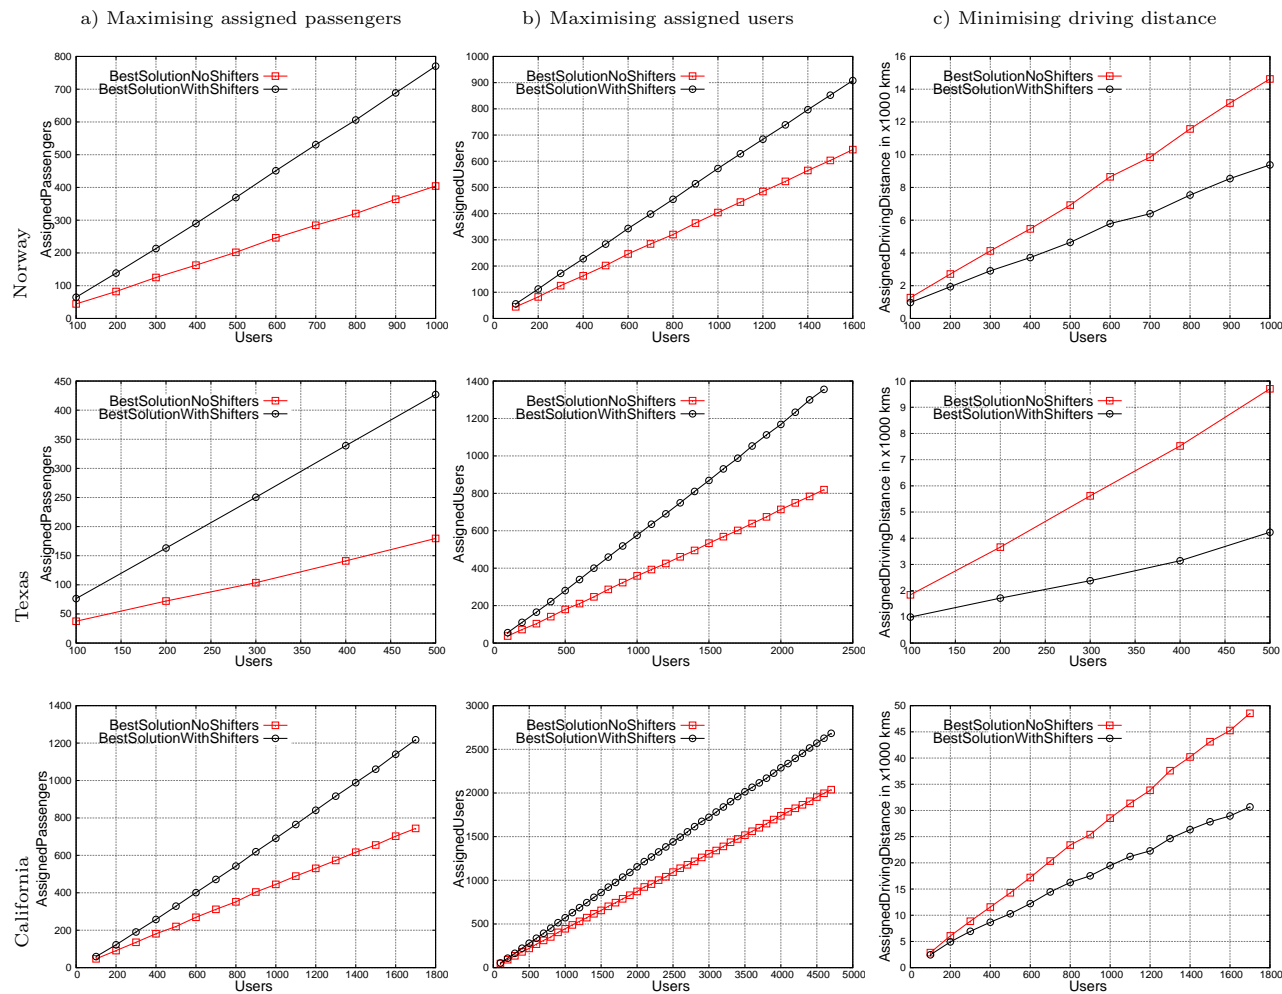 a) Maximising assigned passengers
b) Maximising assigned users
c) Minimising driving distance
Norway
AssignedPassengers
800
700
600
500
400
300
200
100
0
BestSolutionNoShifters
BestSolutionWithShifters
100 200 300 400 500 600 700 800 900 1000
Users
AssignedUsers
1000
900
800
700
600
500
400
300
200
100
0
BestSolutionNoShifters
BestSolutionWithShifters
0 200 400 600 800 1000 1200 1400 1600
Users
AssignedDrivingDistance in x1000 kms
16
14
12
10
8
6
4
2
0
BestSolutionNoShifters
BestSolutionWithShifters
100 200 300 400 500 600 700 800 900 1000
Users
Texas
AssignedPassengers
450
400
350
300
250
200
150
100
50
0
BestSolutionNoShifters
BestSolutionWithShifters
100 150 200 250 300 350 400 450 500
Users
AssignedUsers
1400
1200
1000
800
600
400
200
0
BestSolutionNoShifters
BestSolutionWithShifters
0 500 1000 1500 2000 2500
Users
AssignedDrivingDistance in x1000 kms
10
9
8
7
6
5
4
3
2
1
0
BestSolutionNoShifters
BestSolutionWithShifters
100 150 200 250 300 350 400 450 500
Users
California
AssignedPassengers
1400
1200
1000
800
600
400
200
0
BestSolutionNoShifters
BestSolutionWithShifters
0 200 400 600 800 1000 1200 1400 1600 1800
Users
AssignedUsers
3000
2500
2000
1500
1000
500
0
BestSolutionNoShifters
BestSolutionWithShifters
0 500 1000 1500 2000 2500 3000 3500 4000 4500 5000
Users
AssignedDrivingDistance in x1000 kms
50
45
40
35
30
25
20
15
10
5
0
BestSolutionNoShifters
BestSolutionWithShifters
0 200 400 600 800 1000 1200 1400 1600 1800
Users